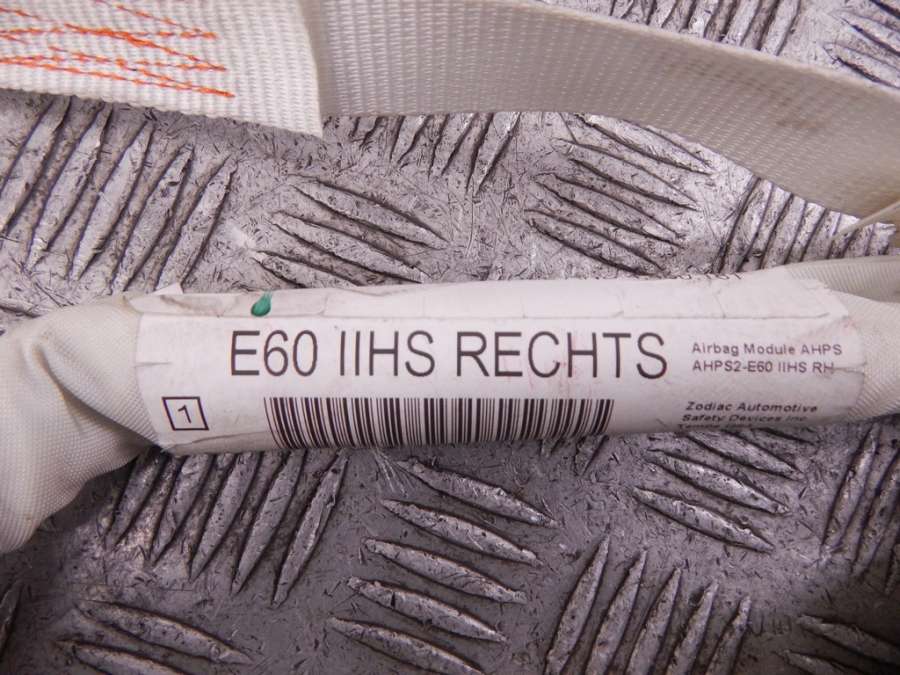 E60 IIHS RECHTS
Airbag Module AHPS
AHPS2-E60 IIHS RH
1
Zodiac Automotive
Safety Devices Inc.